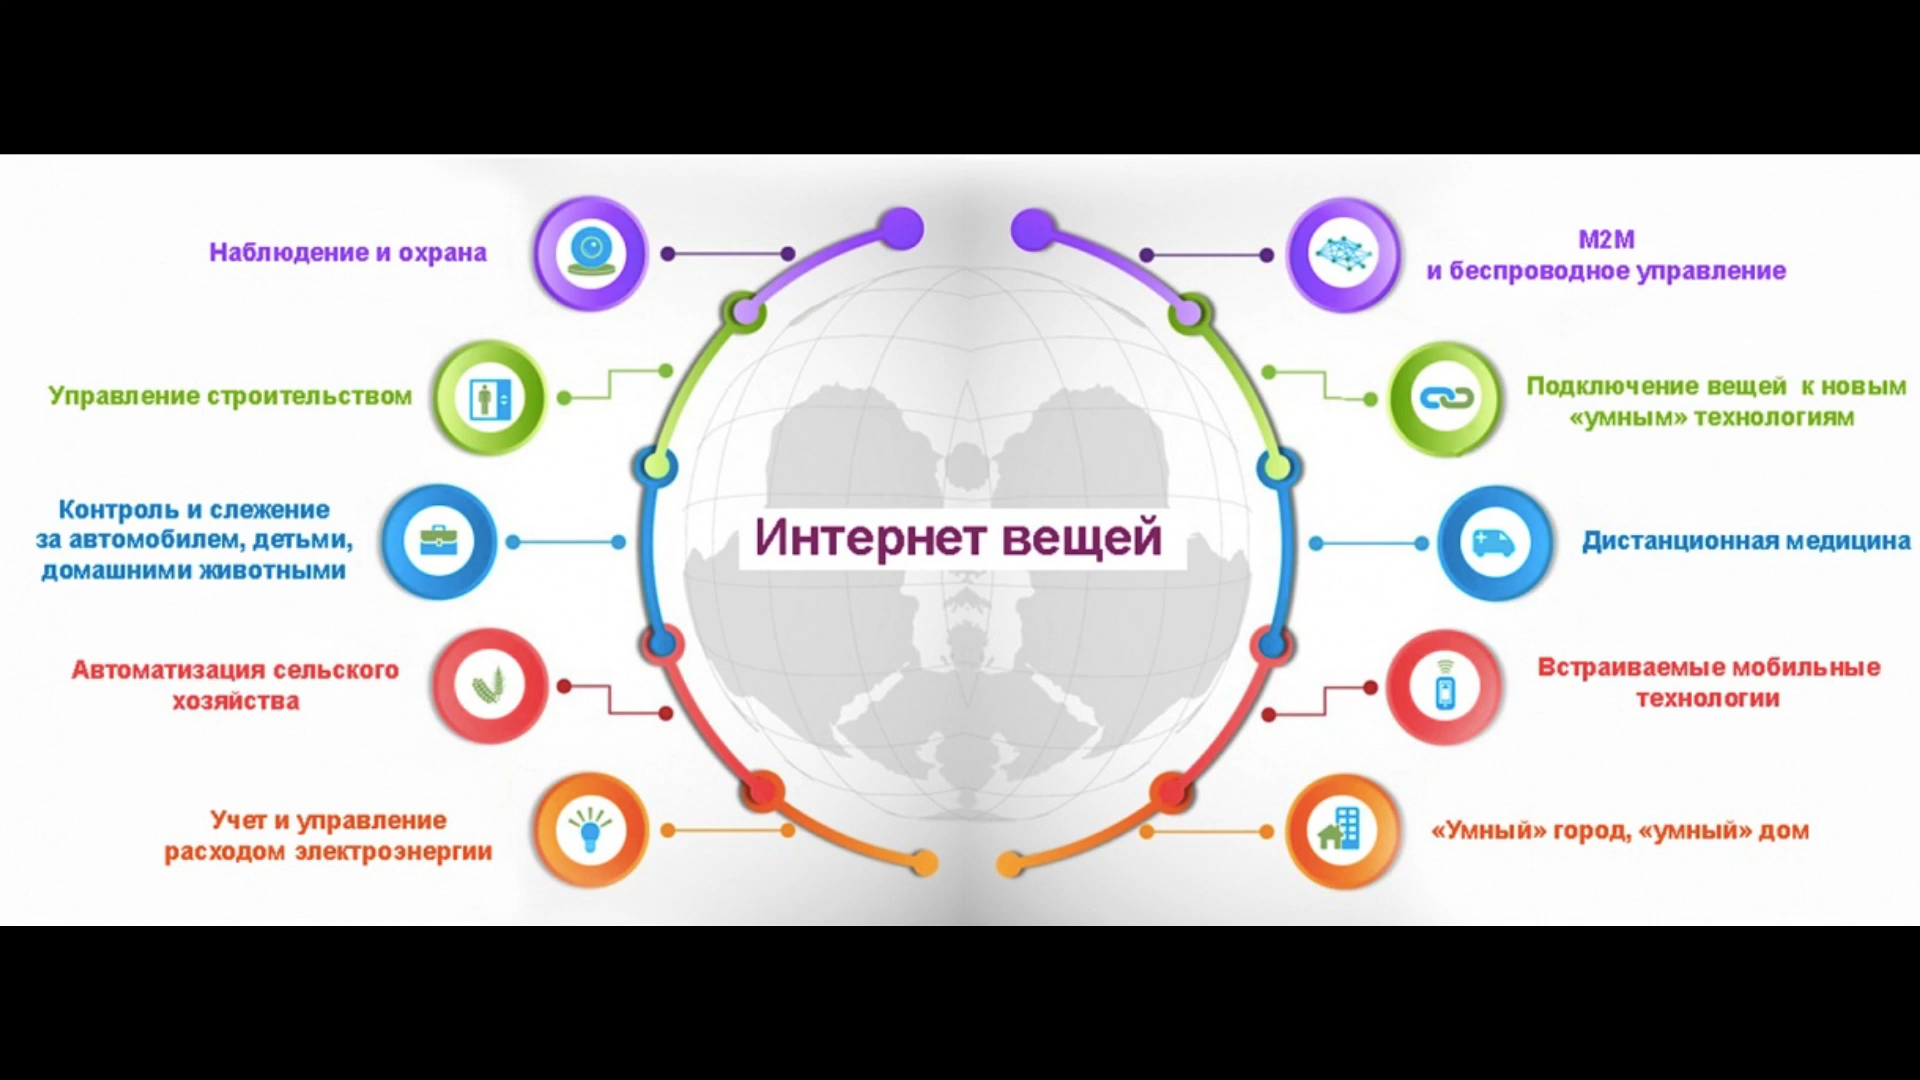 Наблюдение и охрана
Управление строительством
Контроль и слежение
за автомобилем, детьми,
домашними животными
Автоматизация сельского
хозяйства
Учет и управление
расходом электроэнергии
Интернет вещей
М2М
и беспроводное управление
Подключение вещей к новым
«умным» технологиям
Дистанционная медицина
Встраиваемые мобильные
технологии
«Умный» город, «умный» дом